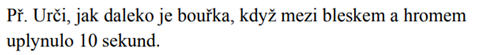 Př. Urči, jak daleko je bouřka, když mezi bleskem a hromem
uplynulo 10 sekund.